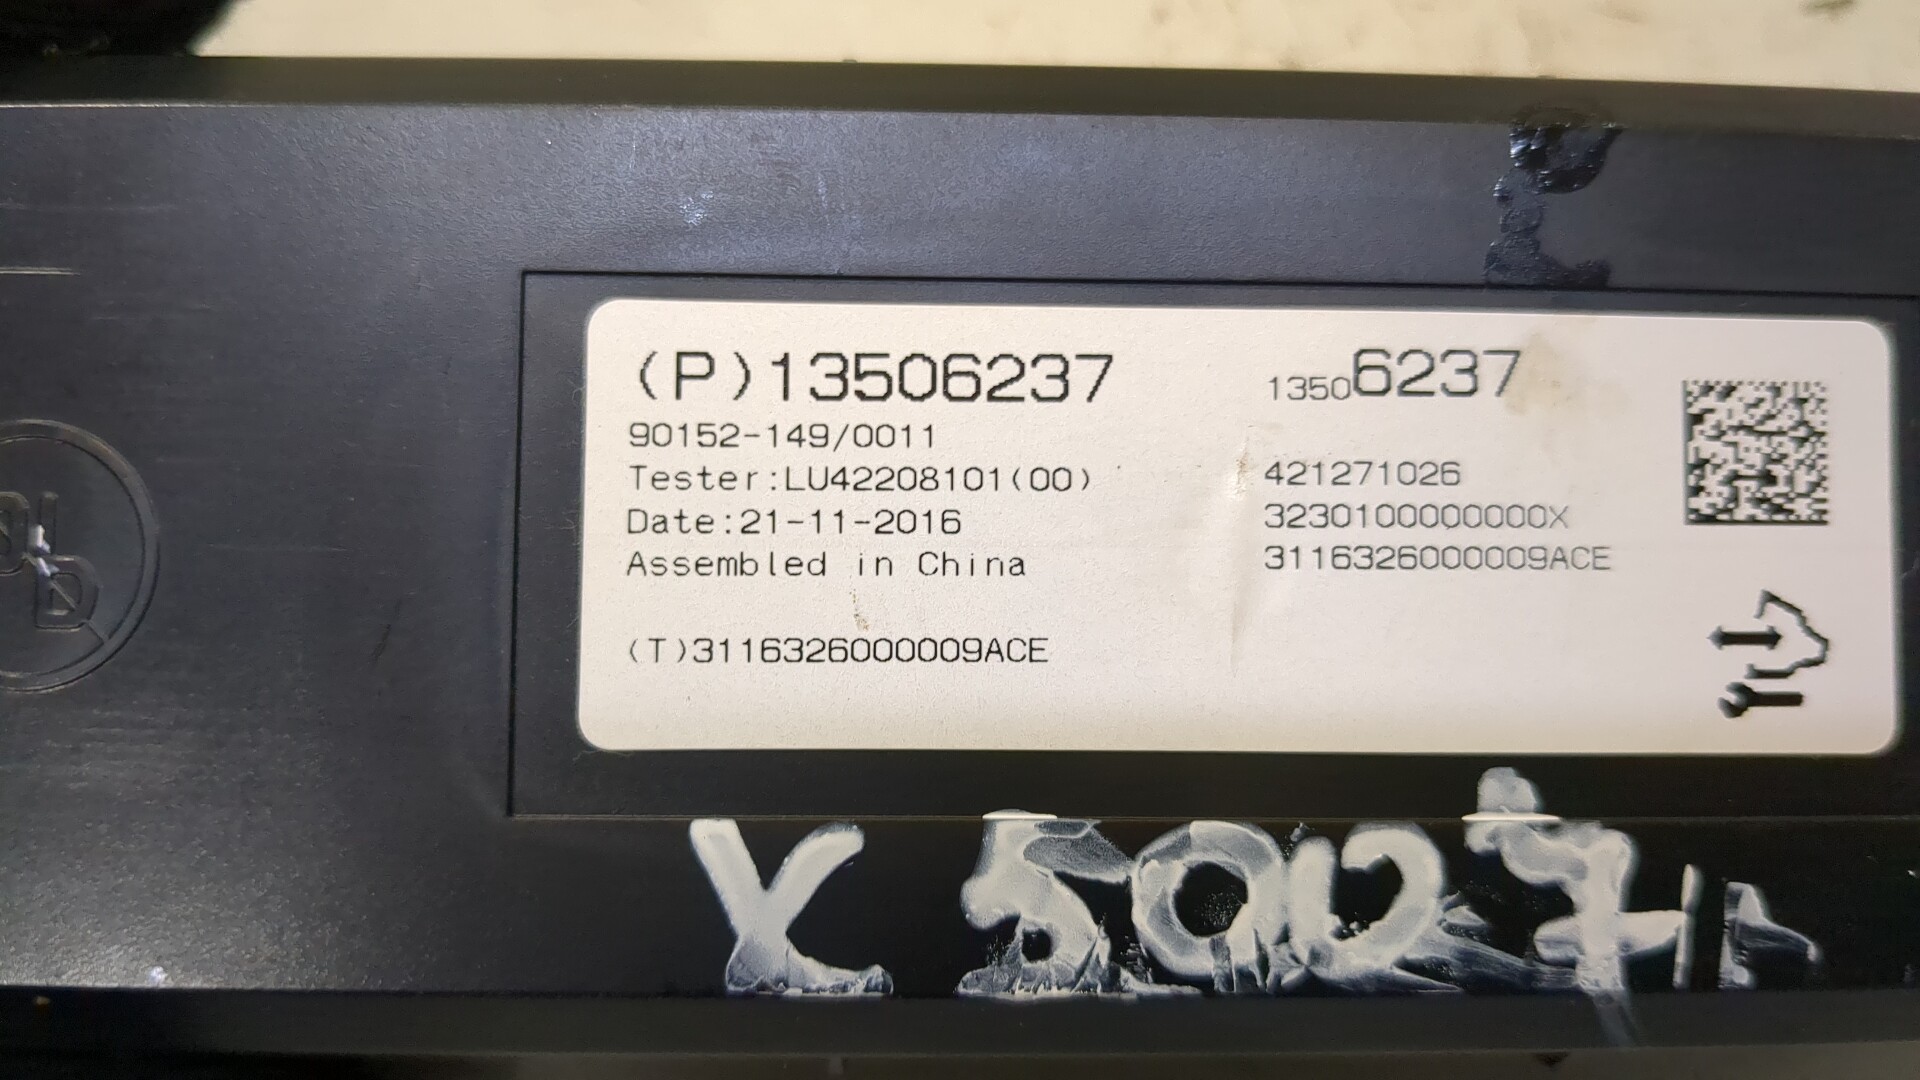 (P)13506237
13506237
90152-149/0011
Tester:LU42208101(00)
421271026
Date:21-11-2016
3230100000000X
Assembled in China
3116326000009ACE
(T)3116326000009ACE